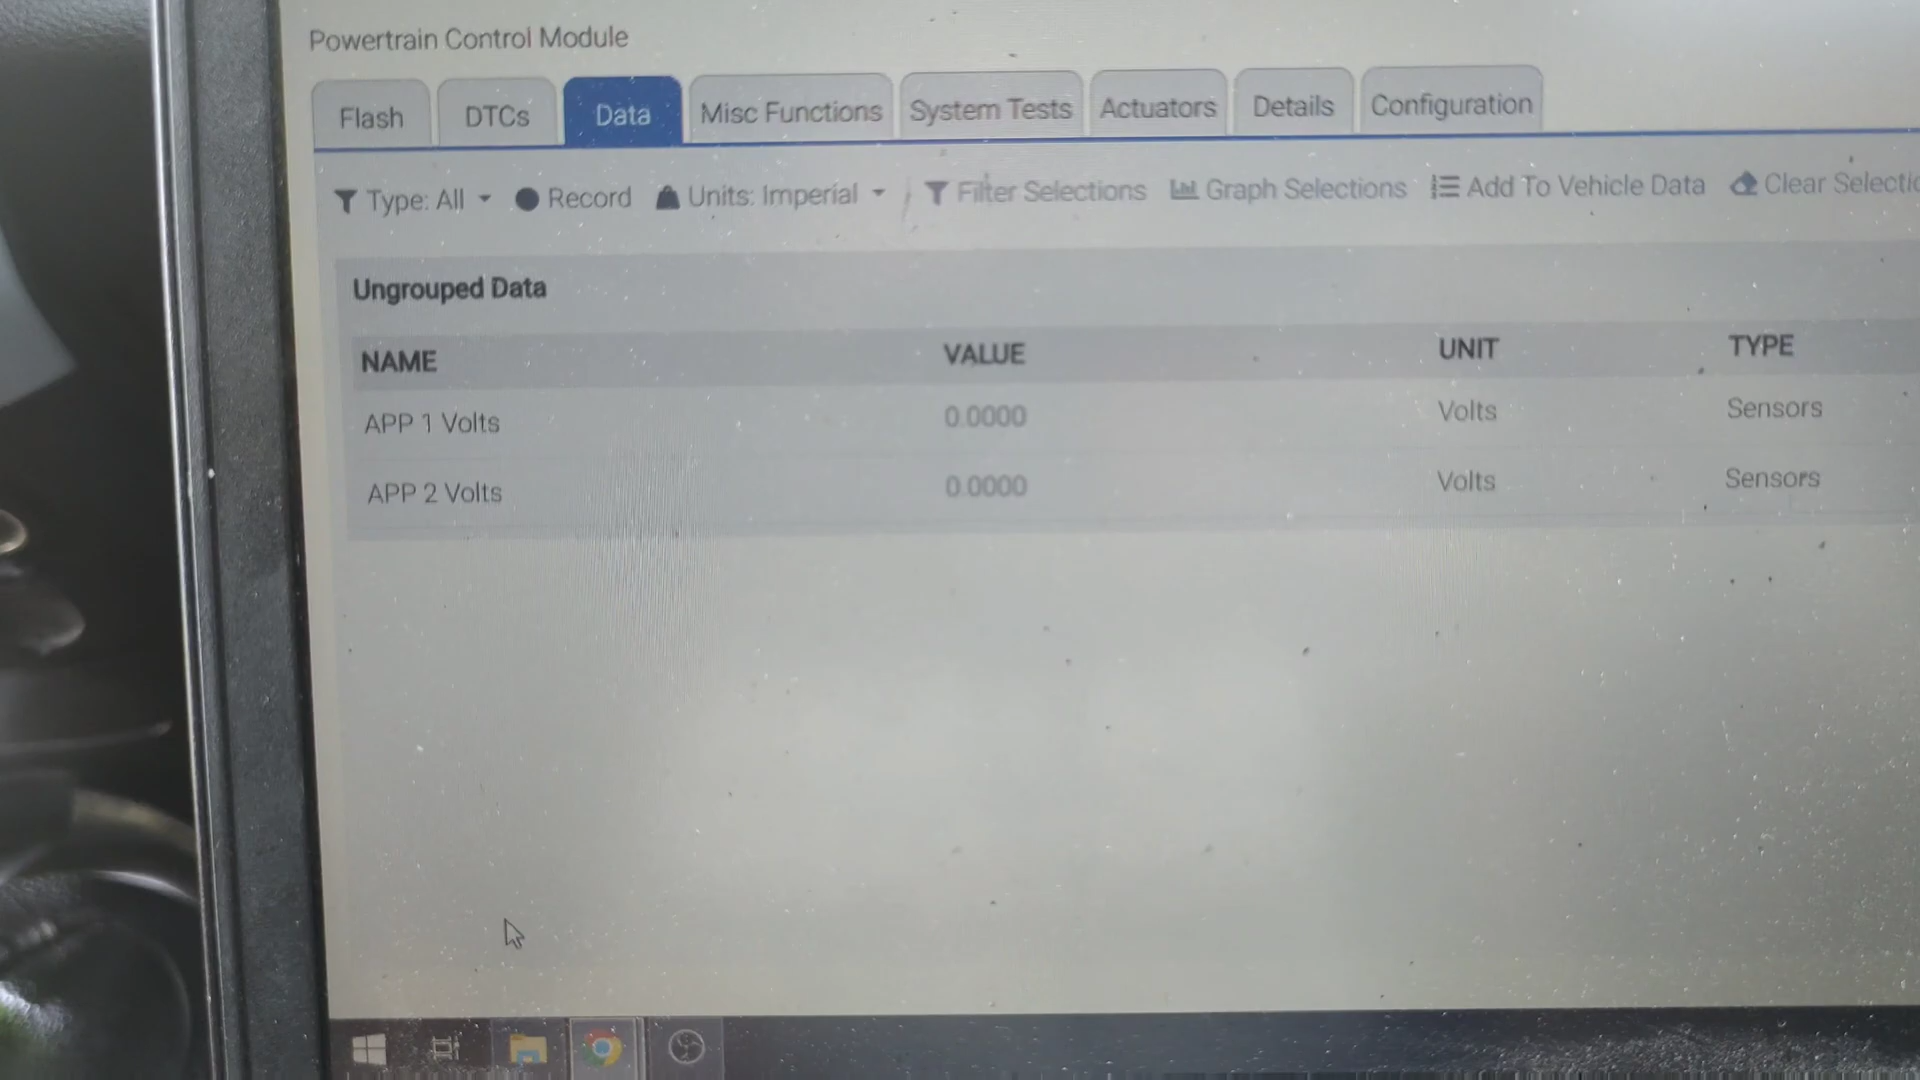 Powertrain Control Module
Flash DTCs Data Misc Functions System Tests Actuators Details Configuration
Type: All Record Units: Imperial Filter Selections Graph Selections Add To Vehicle Data Clear Selectio
Ungrouped Data
NAME VALUE UNIT TYPE
APP 1 Volts 0.0000 Volts Sensors
APP 2 Volts 0.0000 Volts Sensors